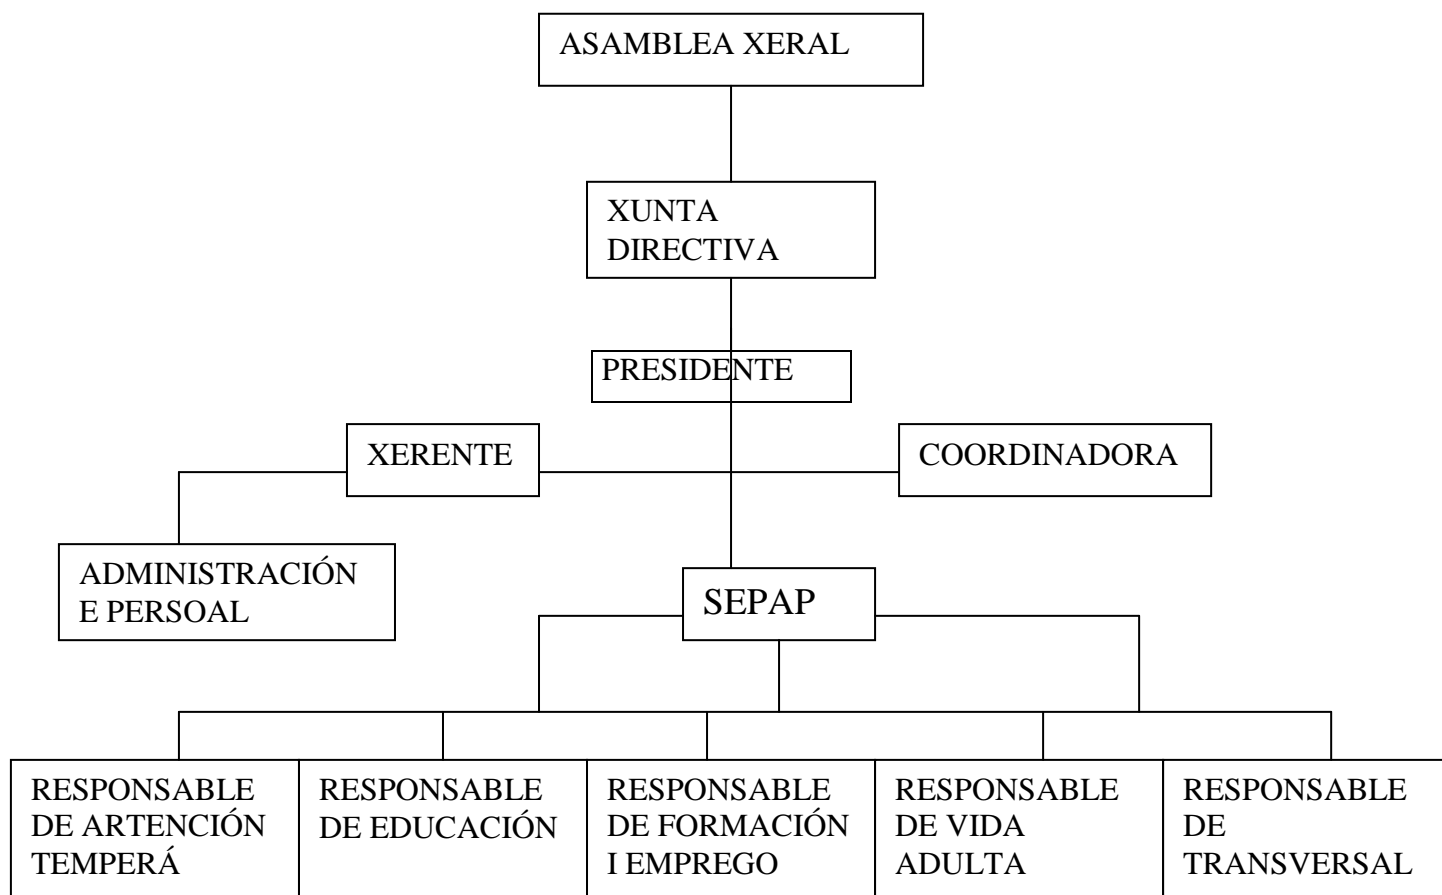 ASAMBLEA XERAL
XUNTA
DIRECTIVA
PRESIDENTE
XERENTE
COORDINADORA
ADMINISTRACIÓN
E PERSOAL
SEPAP
RESPONSABLE
DE ARTENCIÓN
TEMPERÁ
RESPONSABLE
DE EDUCACIÓN
RESPONSABLE
DE FORMACIÓN
I EMPREGO
RESPONSABLE
DE VIDA
ADULTA
RESPONSABLE
DE
TRANSVERSAL